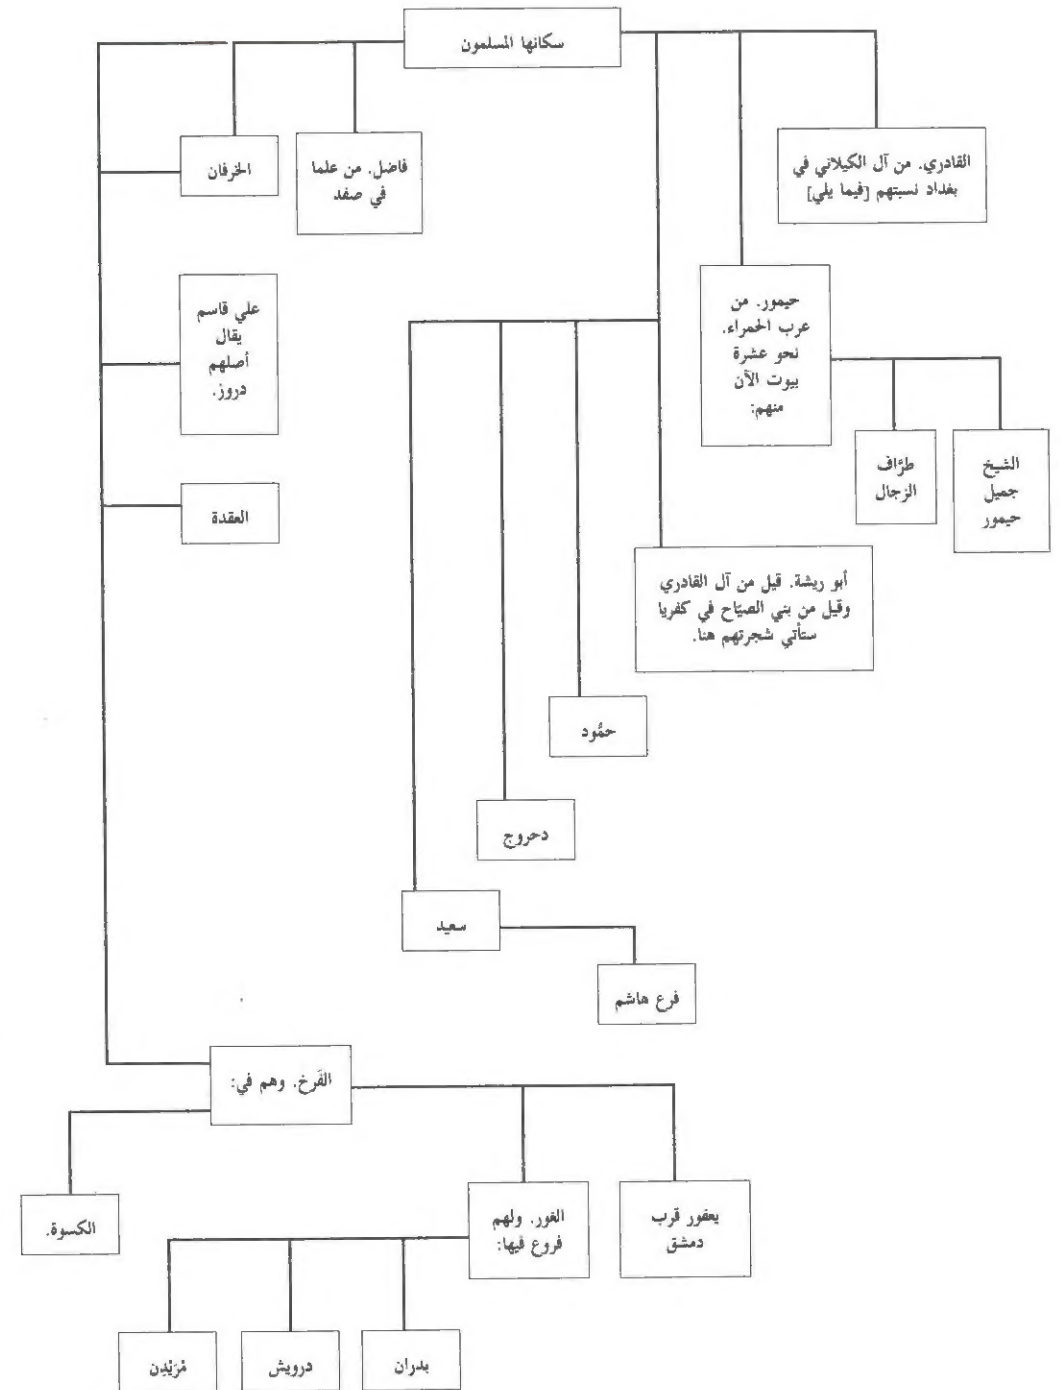 سكانها المسلمون
القادري. من آل الكيلاني في
بغداد نسبتهم [فيما يلي]
فاضل. من علما
في صفد
الخرفان
حيمور. من
عرب الحمراء.
نحو عشرة
بيوت الآن
منهم:
علي قاسم
يقال
أصلهم
دروز.
الشيخ
جميل
حيمور
طرّاف
الزجال
العقدة
أبو ريشة. قيل من آل القادري
وقيل من بني الصيّاح في كفريا
ستأتي شجرتهم هنا.
حمّود
دحروج
سعيد
فرع هاشم
الفَرخ. وهم في:
يعفور قرب
دمشق
الغور. ولهم
فروع فيها:
الكسوة.
بدران
درويش
مُرَيْدِن